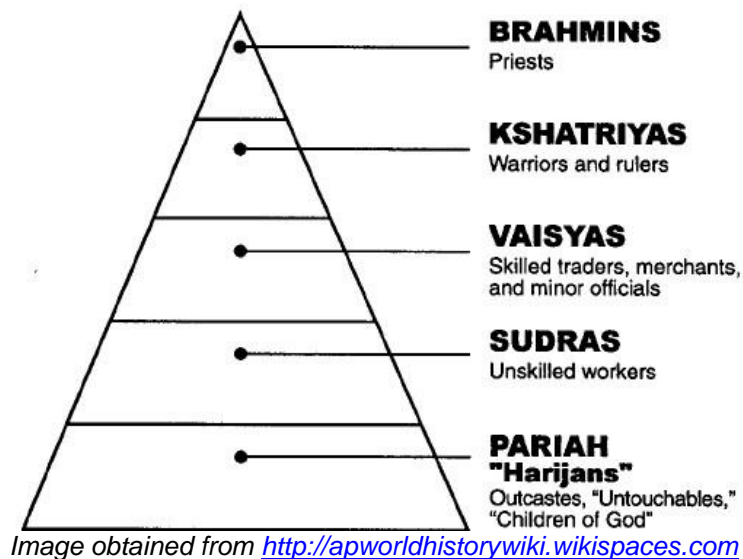 BRAHMINS
Priests
KSHATRIYAS
Warriors and rulers
VAISYAS
Skilled traders, merchants,
and minor officials
SUDRAS
Unskilled workers
PARIAH
"Harijans"
Outcastes, "Untouchables,"
"Children of God"
Image obtained from http://apworldhistorywiki.wikispaces.com